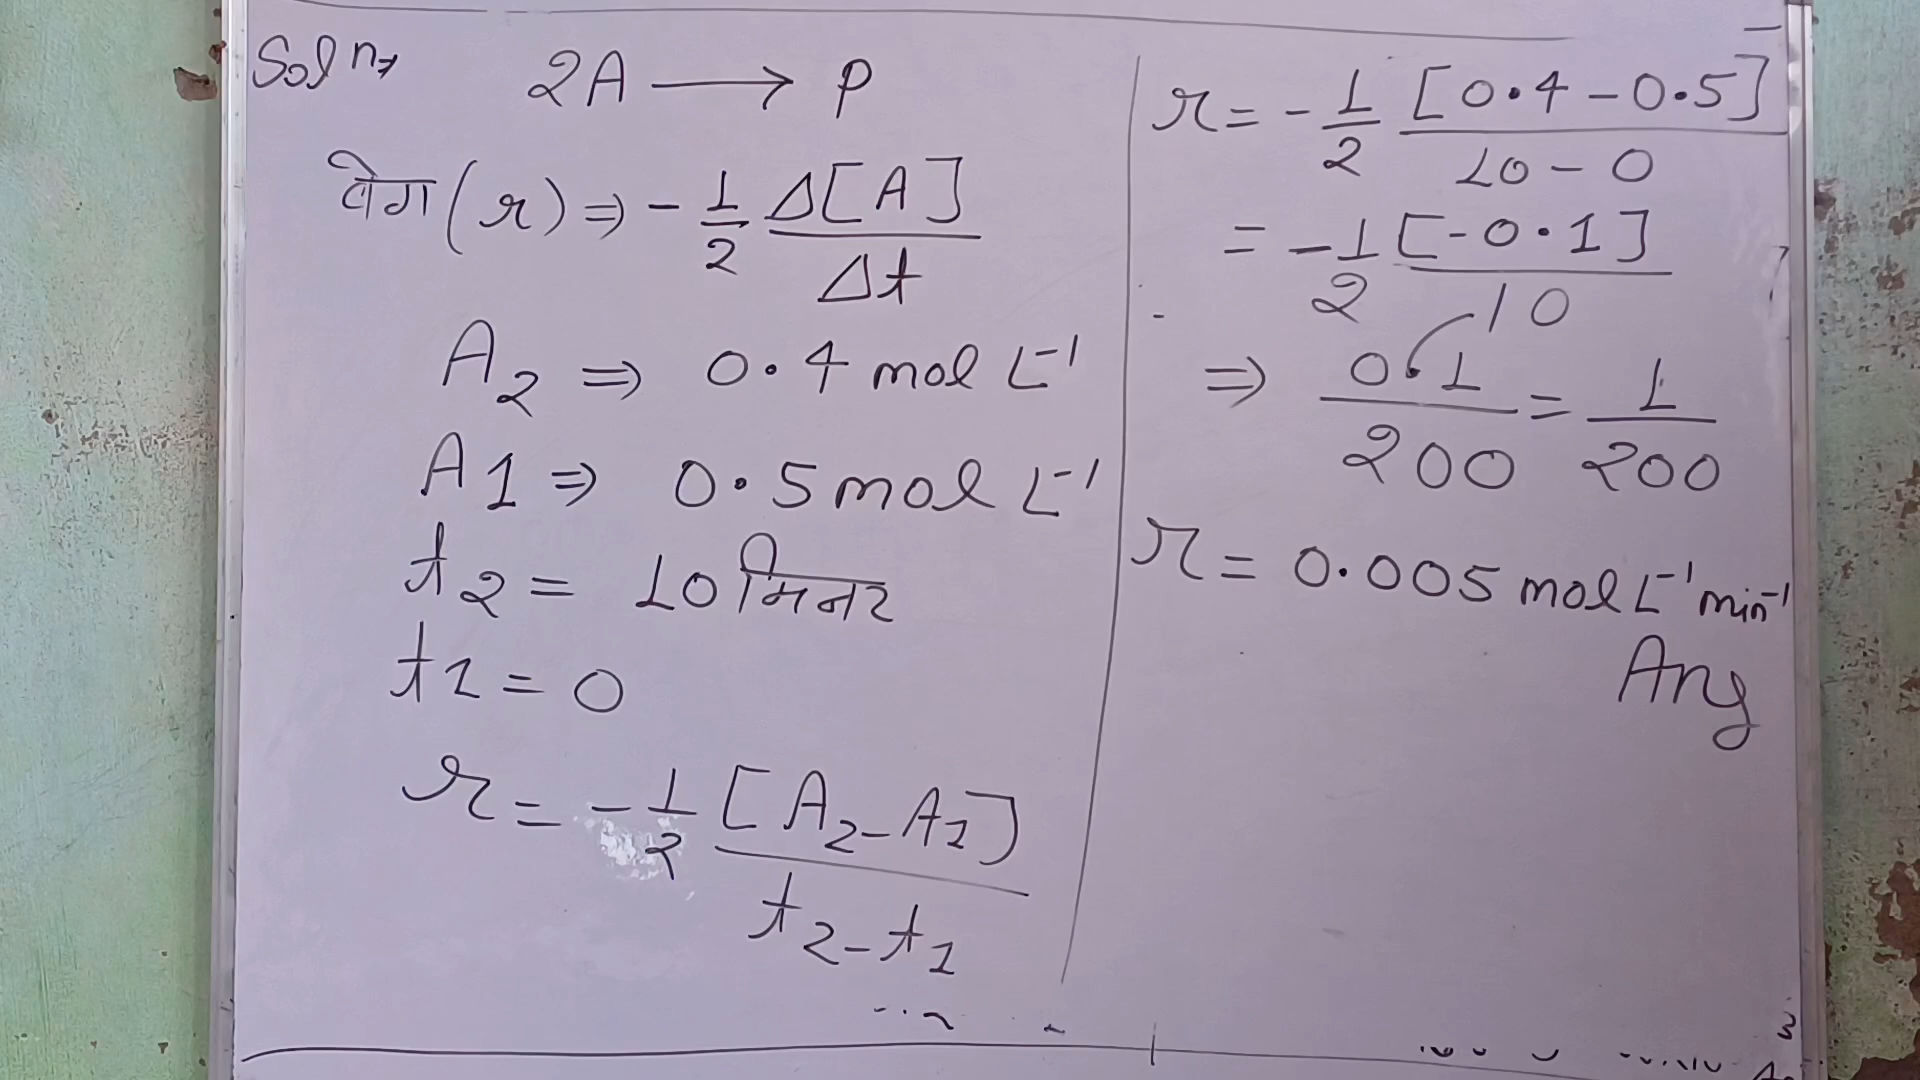 Solⁿ→ 2A ⟶ P
वेग (r) ⇒ - 1/2 Δ[A]/Δt
A₂ ⇒ 0.4 mol L⁻¹
A1 ⇒ 0.5 mol L⁻¹
t₂ = 10 मिनट
t1 = 0
r = - 1/2 [A₂-A₁]/t₂-t₁
r = - 1/2 [0.4-0.5]/10-0
= - 1/2 [-0.1]/10
⇒ 0.1/200 = 1/200
r = 0.005 mol L⁻¹ min⁻¹
Ans